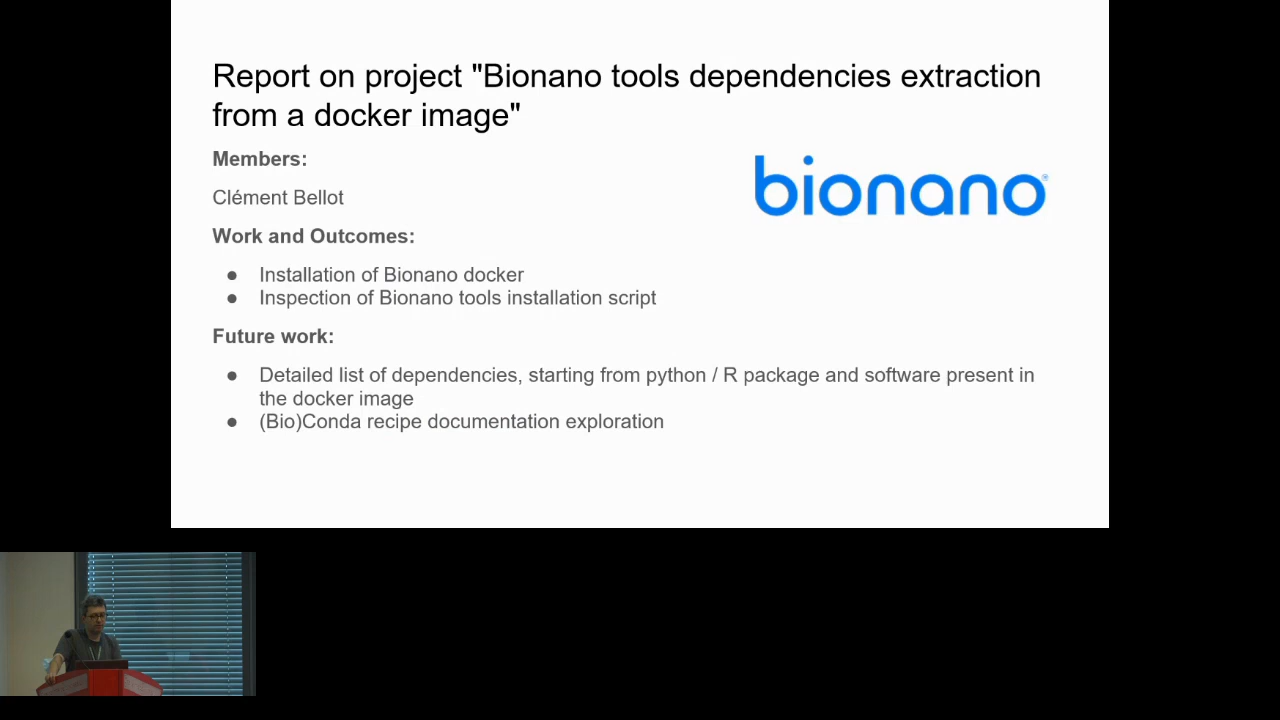 Report on project "Bionano tools dependencies extraction
from a docker image"
Members:
bionano
Clément Bellot
Work and Outcomes:
● Installation of Bionano docker
● Inspection of Bionano tools installation script
Future work:
● Detailed list of dependencies, starting from python / R package and software present in
the docker image
● (Bio)Conda recipe documentation exploration